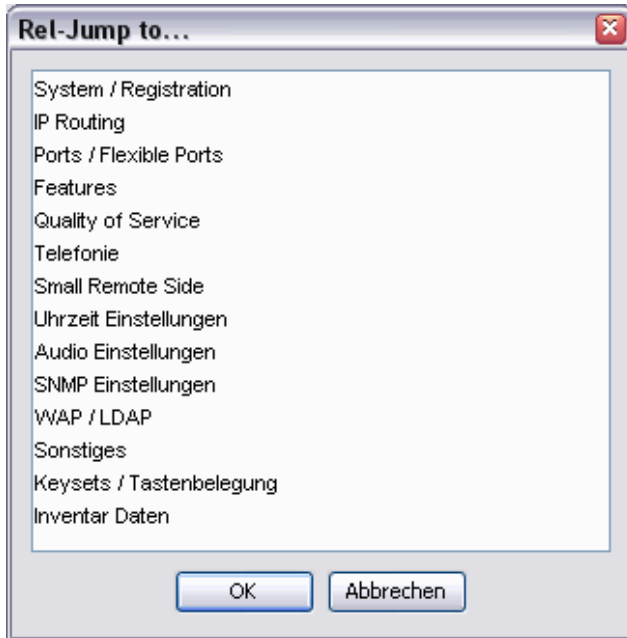 Rel-Jump to...
System / Registration
IP Routing
Ports / Flexible Ports
Features
Quality of Service
Telefonie
Small Remote Side
Uhrzeit Einstellungen
Audio Einstellungen
SNMP Einstellungen
WAP / LDAP
Sonstiges
Keysets / Tastenbelegung
Inventar Daten
OK Abbrechen